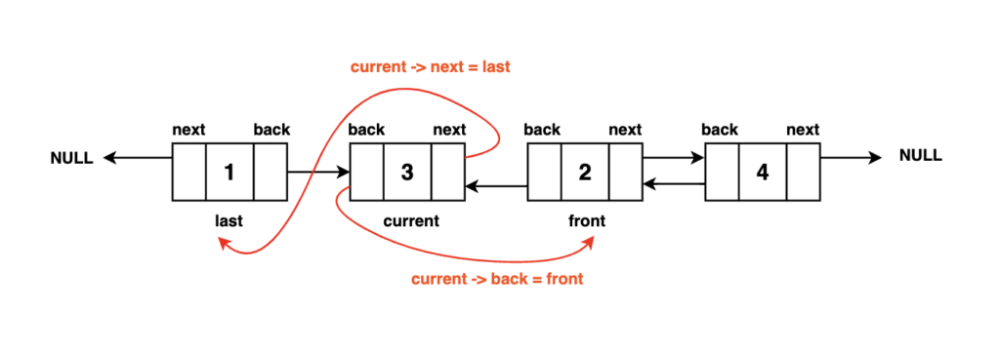 current -> next = last
next back back next back next back next
NULL 1 3 2 4 NULL
last current front
current -> back = front